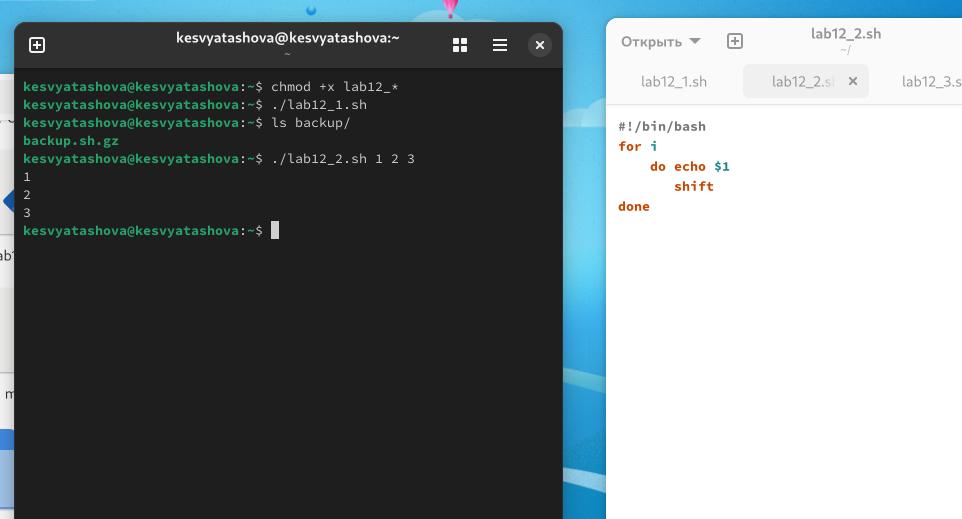 kesvyatashova@kesvyatashova:~
~
kesvyatashova@kesvyatashova:~$ chmod +x lab12_*
kesvyatashova@kesvyatashova:~$ ./lab12_1.sh
kesvyatashova@kesvyatashova:~$ ls backup/
backup.sh.gz
kesvyatashova@kesvyatashova:~$ ./lab12_2.sh 1 2 3
1
2
3
kesvyatashova@kesvyatashova:~$
Открыть
lab12_2.sh
~/
lab12_1.sh lab12_2.sh lab12_3.s
#!/bin/bash
for i
do echo $1
shift
done